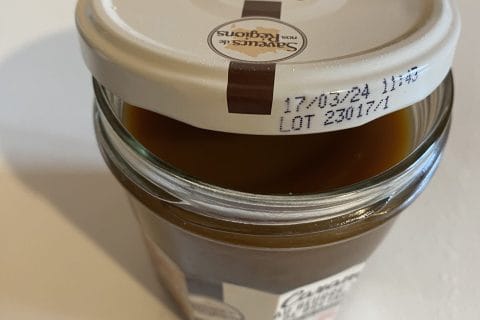 Saveurs de
nos Régions
17/03/24 11:43
LOT 23017/1